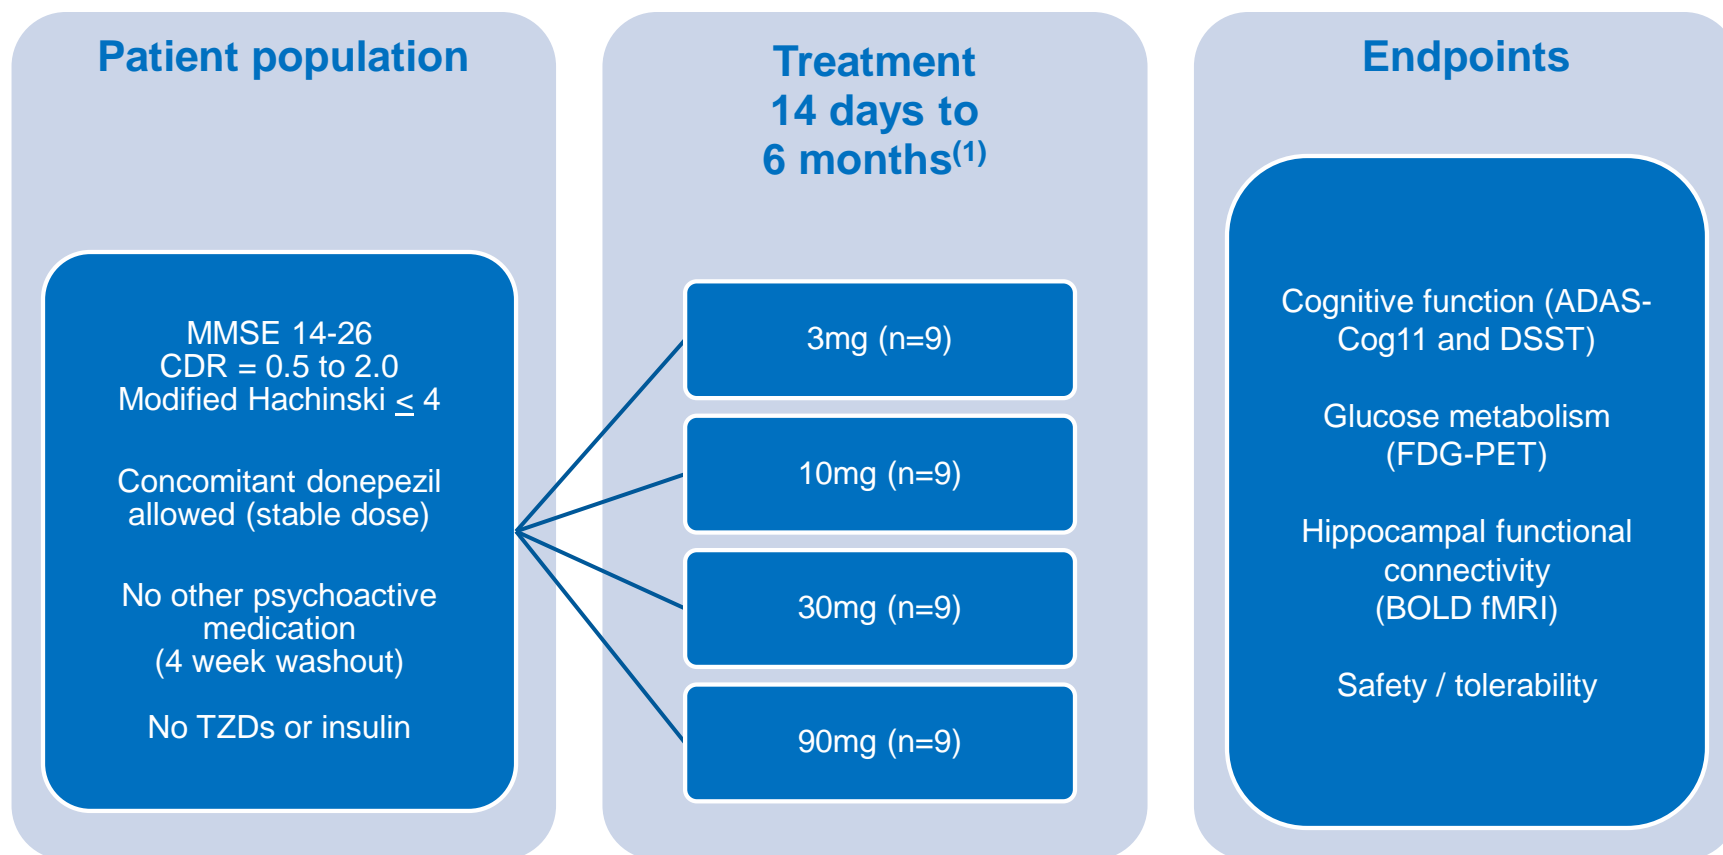 Patient population
MMSE 14-26
CDR = 0.5 to 2.0
Modified Hachinski ≤ 4
Concomitant donepezil
allowed (stable dose)
No other psychoactive
medication
(4 week washout)
No TZDs or insulin
Treatment
14 days to
6 months(1)
3mg (n=9)
10mg (n=9)
30mg (n=9)
90mg (n=9)
Endpoints
Cognitive function (ADAS-
Cog11 and DSST)
Glucose metabolism
(FDG-PET)
Hippocampal functional
connectivity
(BOLD fMRI)
Safety / tolerability